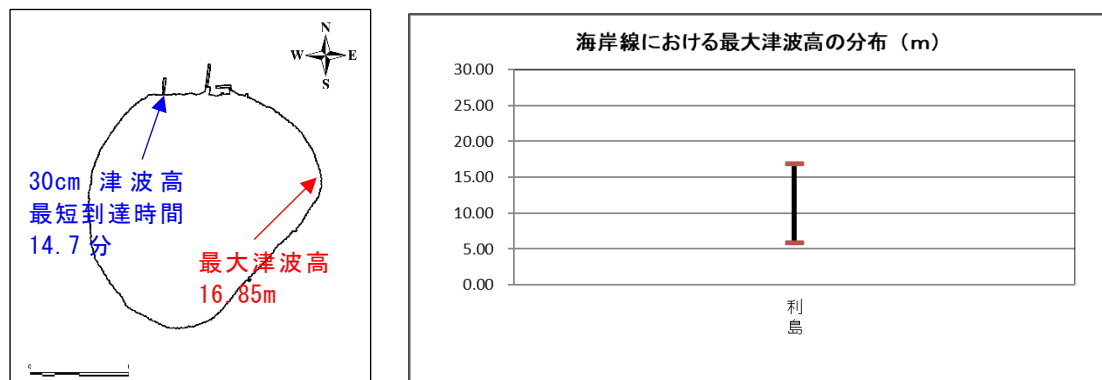 N
W E
S
30cm 津波高
最短到達時間
14.7 分
最大津波高
16.85m
海岸線における最大津波高の分布（m）
30.00
25.00
20.00
15.00
10.00
5.00
0.00
利
島